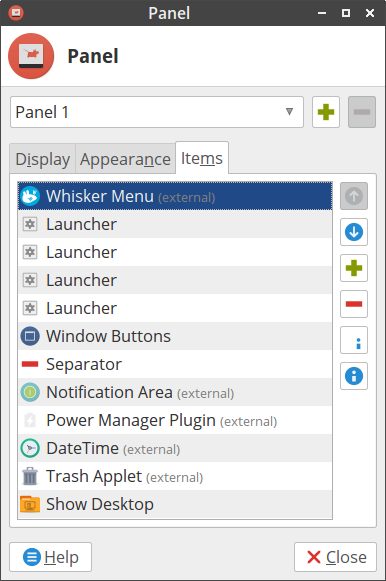 Panel
Panel
Panel 1
Display Appearance Items
Whisker Menu (external)
Launcher
Launcher
Launcher
Launcher
Window Buttons
Separator
Notification Area (external)
Power Manager Plugin (external)
DateTime (external)
Trash Applet (external)
Show Desktop
Help Close